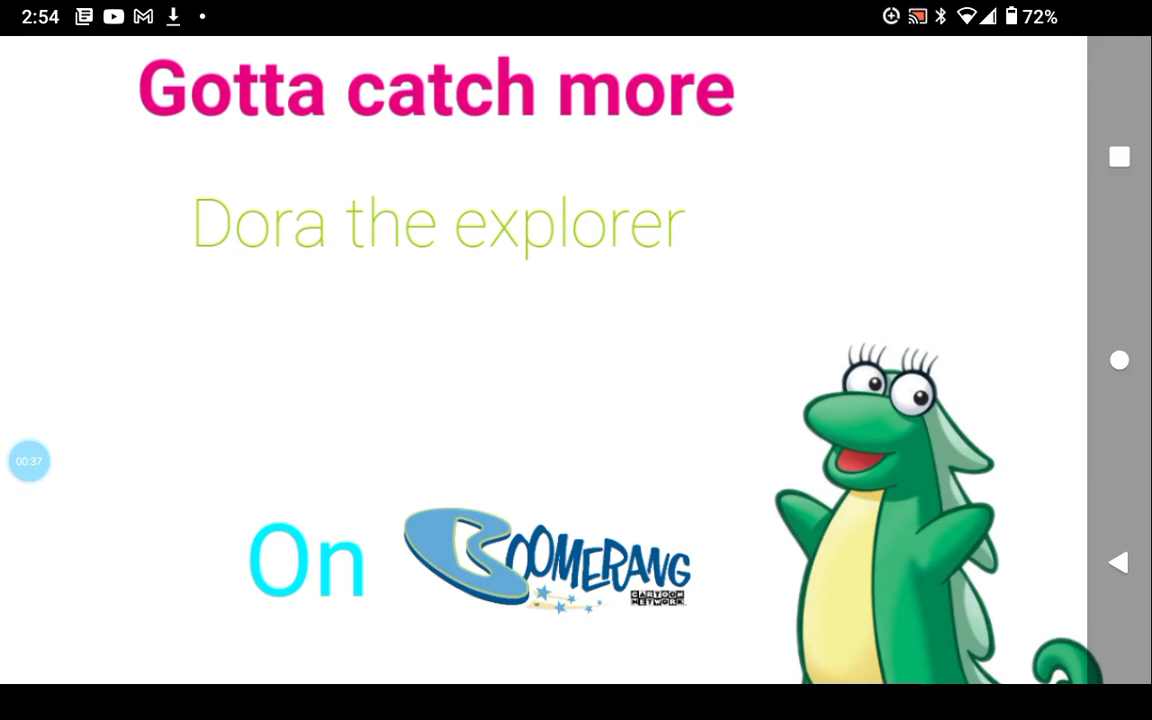 2:54
72%
Gotta catch more
Dora the explorer
00:37
On BOOMERANG
CARTOON
NETWORK